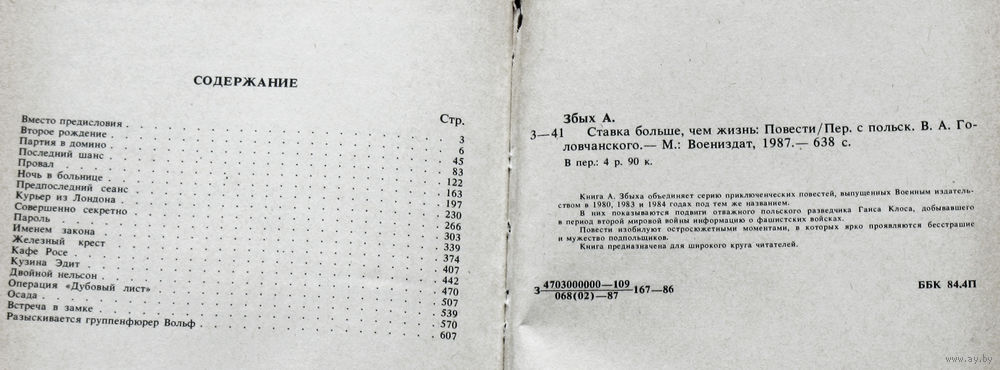 СОДЕРЖАНИЕ
Стр.
Вместо предисловия 3
Второе рождение 6
Партия в домино 45
Последний шанс 83
Провал 122
Ночь в больнице 163
Предпоследний сеанс 197
Курьер из Лондона 230
Совершенно секретно 266
Пароль 303
Именем закона 339
Железный крест 374
Кафе Росе 407
Кузина Эдит 442
Двойной нельсон 470
Операция «Дубовый лист» 507
Осада 539
Встреча в замке 570
Разыскивается группенфюрер Вольф 607
Збых А.
З—41 Ставка больше, чем жизнь: Повести/Пер. с польск. В. А. Го-
ловчанского.— М.: Воениздат, 1987.— 638 с.
В пер.: 4 р. 90 к.
Книга А. Збыха объединяет серию приключенческих повестей, выпущенных Военным издатель-
ством в 1980, 1983 и 1984 годах под тем же названием.
В них показываются подвиги отважного польского разведчика Ганса Клоса, добывавшего
в период второй мировой войны информацию о фашистских войсках.
Повести изобилуют остросюжетными моментами, в которых ярко проявляются бесстрашие
и мужество подпольщиков.
Книга предназначена для широкого круга читателей.
З 4703000000—109
068(02)—87 —167—86 ББК 84.4П
www.ay.by